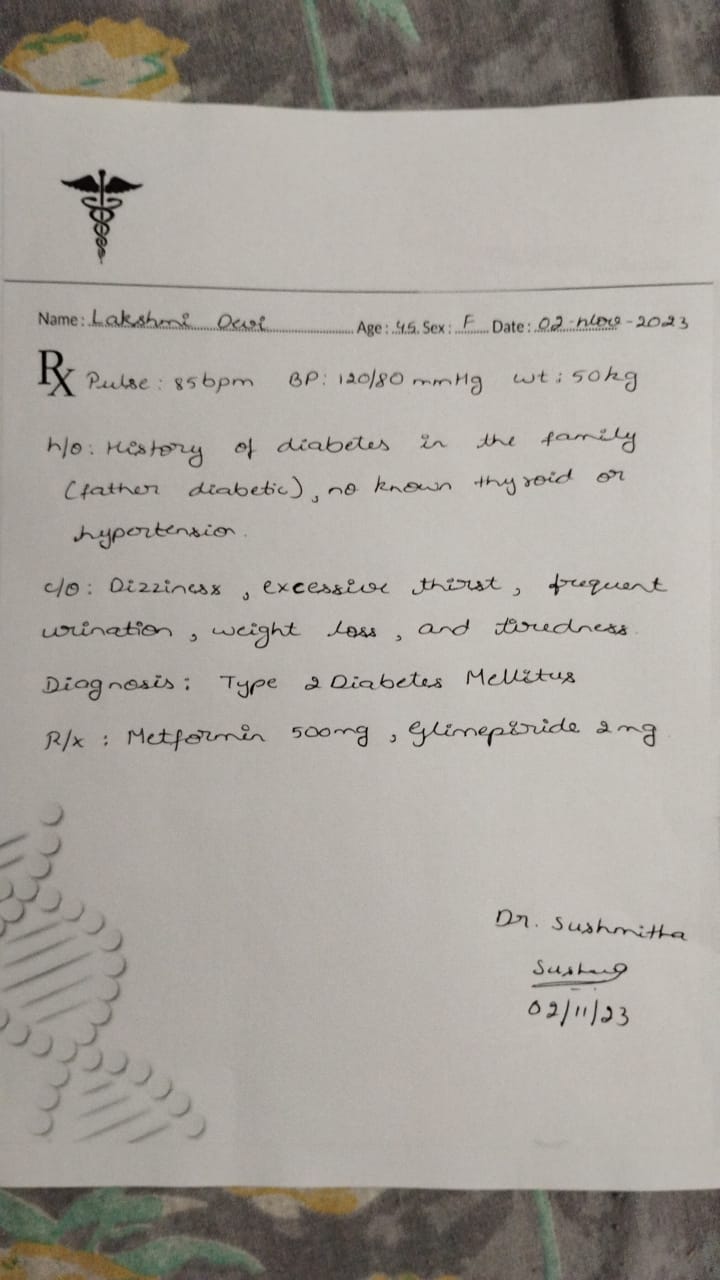 Name: Lakshmi Devi Age: 45. Sex: F Date: 02-Nov-2023
Rx Pulse: 85bpm BP: 120/80 mmHg wt: 50kg
h/o: History of diabetes in the family
(father diabetic), no known thyroid or
hypertension.
c/o: Dizziness, excessive thirst, frequent
urination, weight loss, and tiredness.
Diagnosis: Type 2 Diabetes Mellitus
R/x: Metformin 500mg, Glimepiride 2mg
Dr. Sushmitha
02/11/23